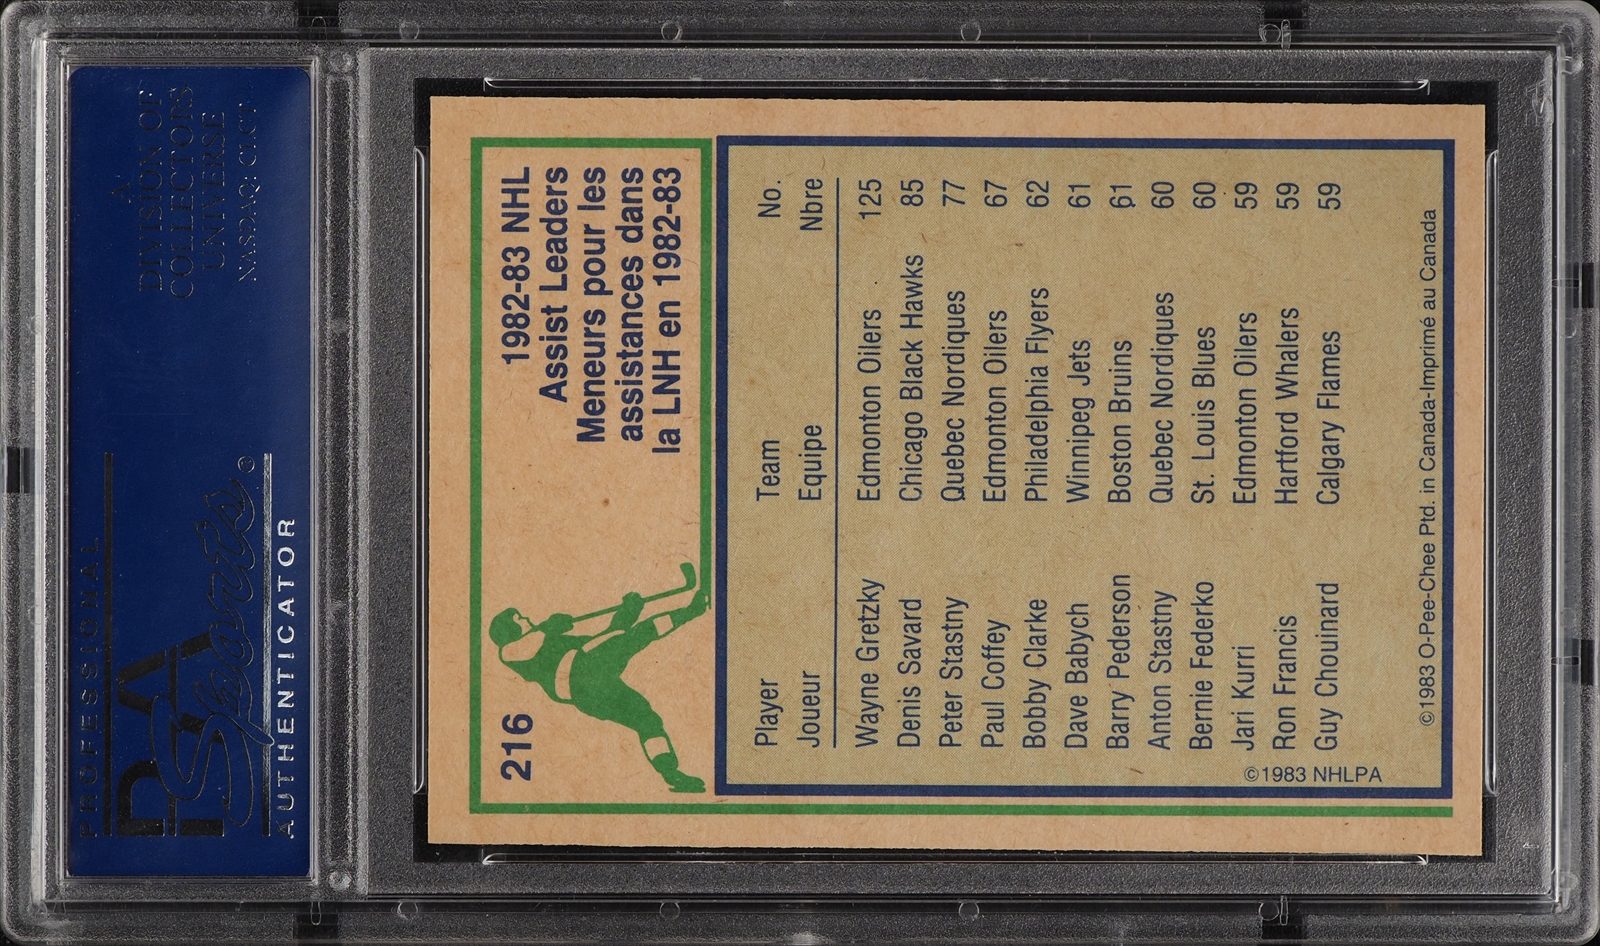 A
DIVISION OF
COLLECTORS
UNIVERSE
NASDAQ: CLCT
PROFESSIONAL
PSA
Sports
AUTHENTICATOR
216
1982-83 NHL
Assist Leaders
Meneurs pour les
assistances dans
la LNH en 1982-83
Player Team No.
Joueur Equipe Nbre
Wayne Gretzky Edmonton Oilers 125
Denis Savard Chicago Black Hawks 85
Peter Stastny Quebec Nordiques 77
Paul Coffey Edmonton Oilers 67
Bobby Clarke Philadelphia Flyers 62
Dave Babych Winnipeg Jets 61
Barry Pederson Boston Bruins 61
Anton Stastny Quebec Nordiques 60
Bernie Federko St. Louis Blues 60
Jari Kurri Edmonton Oilers 59
Ron Francis Hartford Whalers 59
Guy Chouinard Calgary Flames 59
©1983 NHLPA
©1983 O-Pee-Chee Ptd. in Canada-Imprimé au Canada